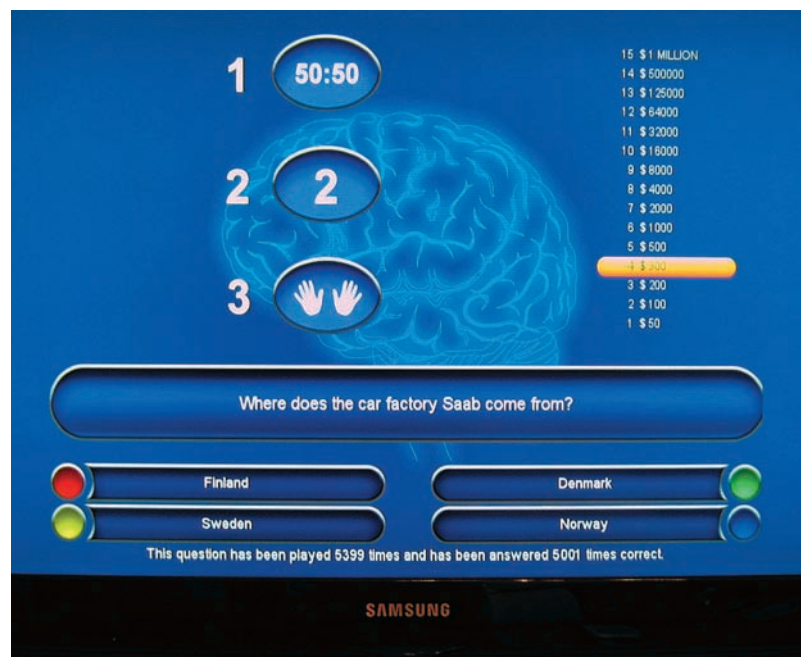 1 50:50
2 2
3
15 $1 MILLION
14 $500000
13 $125000
12 $64000
11 $32000
10 $16000
9 $8000
8 $4000
7 $2000
6 $1000
5 $500
4 $300
3 $200
2 $100
1 $50
Where does the car factory Saab come from?
Finland
Denmark
Sweden
Norway
This question has been played 5399 times and has been answered 5001 times correct.
SAMSUNG